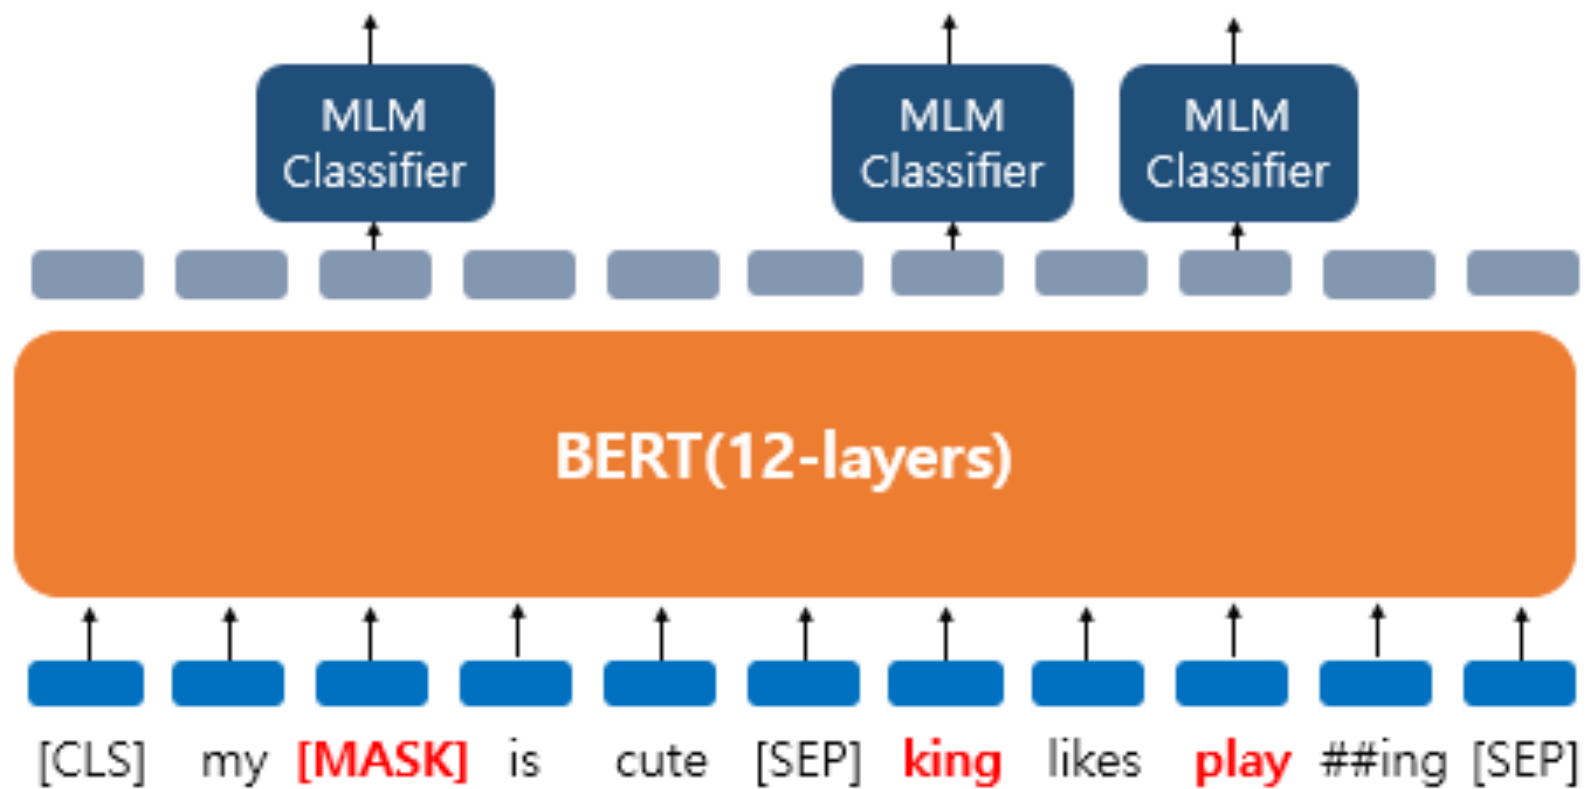 MLM
Classifier
MLM
Classifier
MLM
Classifier
BERT(12-layers)
[CLS] my [MASK] is cute [SEP] king likes play ##ing [SEP]